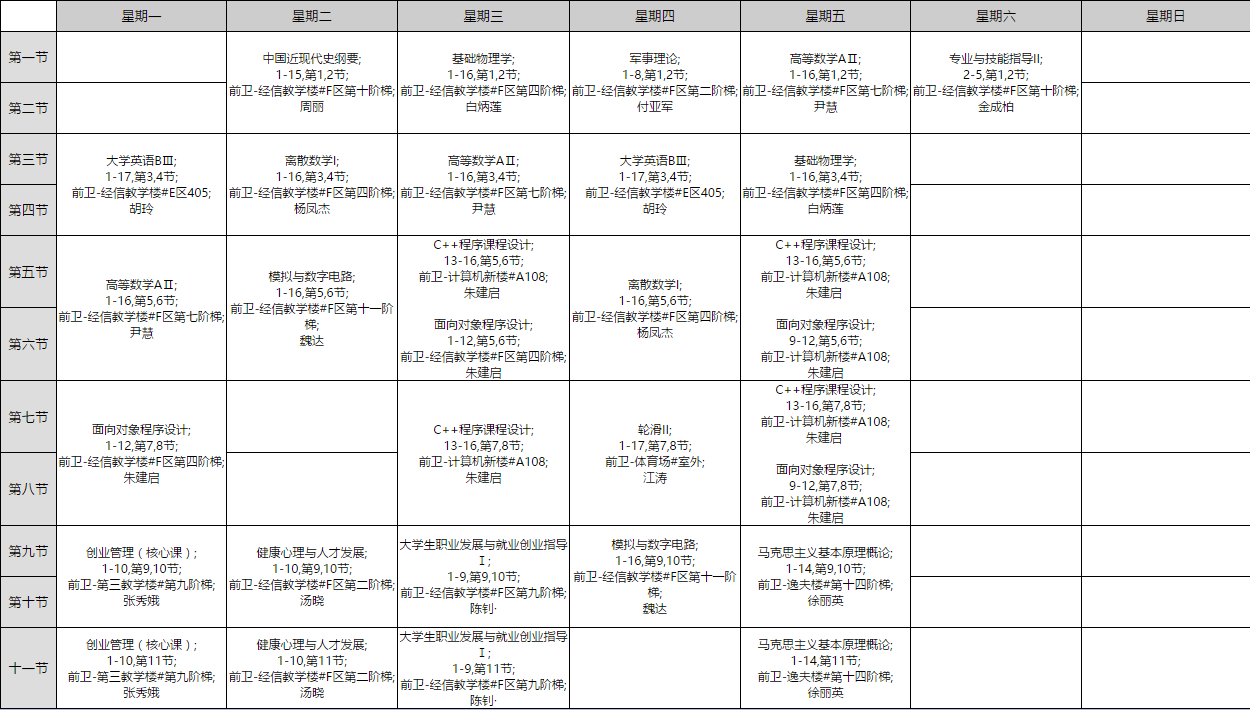 星期一
星期二
星期三
星期四
星期五
星期六
星期日
第一节
第二节
中国近现代史纲要;
1-15,第1,2节;
前卫-经信教学楼#F区第十阶梯;
周丽
基础物理学;
1-16,第1,2节;
前卫-经信教学楼#F区第四阶梯;
白炳莲
军事理论;
1-8,第1,2节;
前卫-经信教学楼#F区第二阶梯;
付亚军
高等数学AⅡ;
1-16,第1,2节;
前卫-经信教学楼#F区第七阶梯;
尹慧
专业与技能指导II;
2-5,第1,2节;
前卫-经信教学楼#F区第十阶梯;
金成柏
第三节
第四节
大学英语BⅢ;
1-17,第3,4节;
前卫-经信教学楼#E区405;
胡玲
离散数学I;
1-16,第3,4节;
前卫-经信教学楼#F区第四阶梯;
杨凤杰
高等数学AⅡ;
1-16,第3,4节;
前卫-经信教学楼#F区第七阶梯;
尹慧
大学英语BⅢ;
1-17,第3,4节;
前卫-经信教学楼#E区405;
胡玲
基础物理学;
1-16,第3,4节;
前卫-经信教学楼#F区第四阶梯;
白炳莲
第五节
第六节
高等数学AⅡ;
1-16,第5,6节;
前卫-经信教学楼#F区第七阶梯;
尹慧
模拟与数字电路;
1-16,第5,6节;
前卫-经信教学楼#F区第十一阶
梯;
魏达
C++程序课程设计;
13-16,第5,6节;
前卫-计算机新楼#A108;
朱建启
面向对象程序设计;
1-12,第5,6节;
前卫-经信教学楼#F区第四阶梯;
朱建启
离散数学I;
1-16,第5,6节;
前卫-经信教学楼#F区第四阶梯;
杨凤杰
C++程序课程设计;
13-16,第5,6节;
前卫-计算机新楼#A108;
朱建启
面向对象程序设计;
9-12,第5,6节;
前卫-计算机新楼#A108;
朱建启
第七节
第八节
面向对象程序设计;
1-12,第7,8节;
前卫-经信教学楼#F区第四阶梯;
朱建启
C++程序课程设计;
13-16,第7,8节;
前卫-计算机新楼#A108;
朱建启
轮滑II;
1-17,第7,8节;
前卫-体育场#室外;
江涛
C++程序课程设计;
13-16,第7,8节;
前卫-计算机新楼#A108;
朱建启
面向对象程序设计;
9-12,第7,8节;
前卫-计算机新楼#A108;
朱建启
第九节
第十节
创业管理（核心课）;
1-10,第9,10节;
前卫-第三教学楼#第九阶梯;
张秀娥
健康心理与人才发展;
1-10,第9,10节;
前卫-经信教学楼#F区第二阶梯;
汤晓
大学生职业发展与就业创业指导
Ⅰ;
1-9,第9,10节;
前卫-经信教学楼#F区第九阶梯;
陈钊·
模拟与数字电路;
1-16,第9,10节;
前卫-经信教学楼#F区第十一阶
梯;
魏达
马克思主义基本原理概论;
1-14,第9,10节;
前卫-逸夫楼#第十四阶梯;
徐丽英
十一节
创业管理（核心课）;
1-10,第11节;
前卫-第三教学楼#第九阶梯;
张秀娥
健康心理与人才发展;
1-10,第11节;
前卫-经信教学楼#F区第二阶梯;
汤晓
大学生职业发展与就业创业指导
Ⅰ;
1-9,第11节;
前卫-经信教学楼#F区第九阶梯;
陈钊·
马克思主义基本原理概论;
1-14,第11节;
前卫-逸夫楼#第十四阶梯;
徐丽英